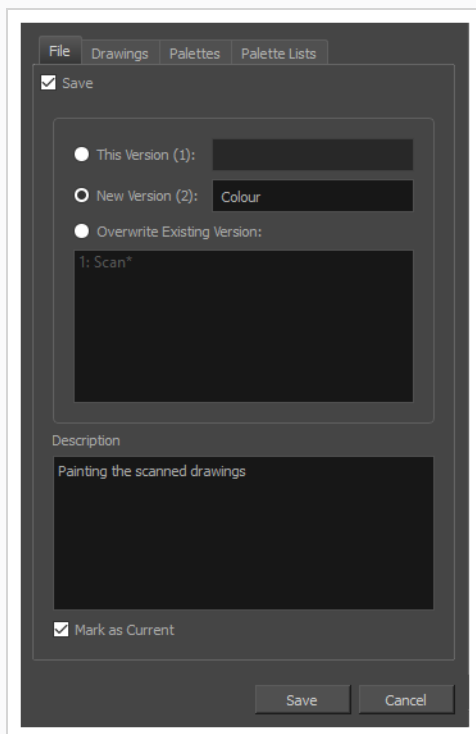 File Drawings Palettes Palette Lists
Save
This Version (1):
New Version (2): Colour
Overwrite Existing Version:
1: Scan*
Description
Painting the scanned drawings
Mark as Current
Save Cancel